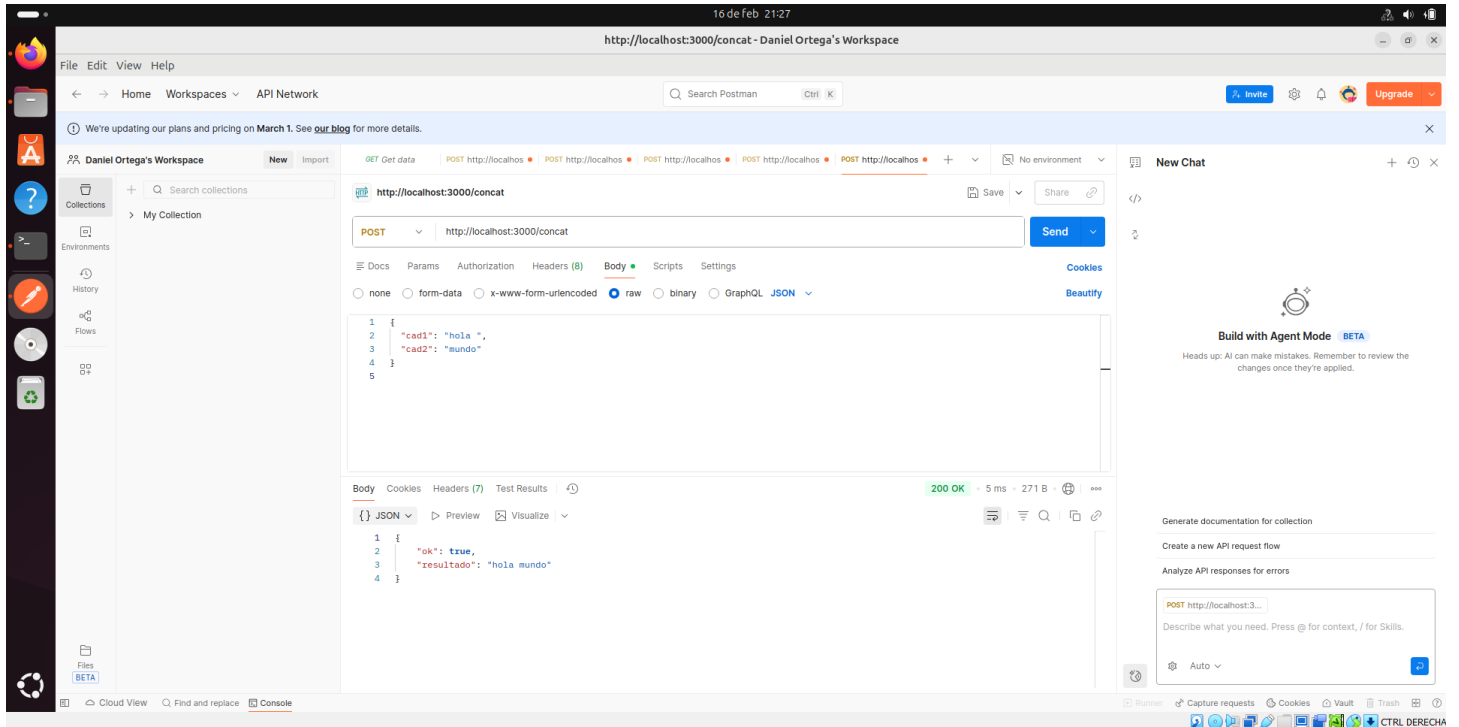 16 de feb 21:27
http://localhost:3000/concat - Daniel Ortega's Workspace
File Edit View Help
Home Workspaces API Network
Search Postman Ctrl K
Invite
Upgrade
We're updating our plans and pricing on March 1. See our blog for more details.
Daniel Ortega's Workspace New Import
GET Get data POST http://localhos POST http://localhos POST http://localhos POST http://localhos POST http://localhos No environment
New Chat
Collections
Search collections
My Collection
Environments
History
Flows
http://localhost:3000/concat
Save Share
POST http://localhost:3000/concat Send
Docs Params Authorization Headers (8) Body Scripts Settings Cookies
none form-data x-www-form-urlencoded raw binary GraphQL JSON Beautify
1 {
2 "cad1": "hola ",
3 "cad2": "mundo"
4 }
5
Body Cookies Headers (7) Test Results 200 OK 5 ms 271 B
{} JSON Preview Visualize
1 {
2 "ok": true,
3 "resultado": "hola mundo"
4 }
Build with Agent Mode BETA
Heads up: AI can make mistakes. Remember to review the
changes once they're applied.
Generate documentation for collection
Create a new API request flow
Analyze API responses for errors
POST http://localhost:3...
Describe what you need. Press @ for context, / for Skills.
Auto
Files
BETA
Cloud View Find and replace Console
Runner Capture requests Cookies Vault Trash
CTRL DERECHA